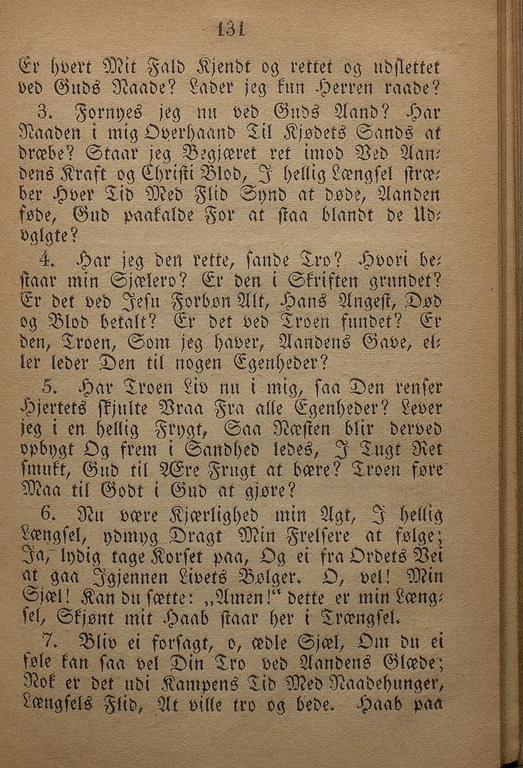 131
Er hvert Mit Fald Kjendt og rettet og udslettet
ved Guds Naade? Lader jeg kun Herren raade?
3. Fornyes jeg nu ved Guds Aand? Har
Naaden i mig Overhaand Til Kjødets Sands at
dræbe? Staar jeg Begjæret ret imod Ved Aan-
dens Kraft og Christi Blod, I hellig Længsel stræ-
ber Hver Tid Med Flid Synd at døde, Aanden
føde, Gud paakalde For at staa blandt de Ud-
vglgte?
4. Har jeg den rette, sande Tro? Hvori be-
staar min Sjælero? Er den i Skriften grundet?
Er det ved Jesu Forbøn Alt, Hans Angest, Død
og Blod betalt? Er det ved Troen fundet? Er
den, Troen, Som jeg haver, Aandens Gave, el-
ler leder Den til nogen Egenheder?
5. Har Troen Liv nu i mig, saa Den renser
Hjertets skjulte Vraa Fra alle Egenheder? Lever
jeg i en hellig Frygt, Saa Næsten blir derved
opbygt Og frem i Sandhed ledes, I Tugt Ret
smukt, Gud til Ære Frugt at bære? Troen føre
Maa til Godt i Gud at gjøre?
6. Nu være Kjærlighed min Agt, I hellig
Længsel, ydmyg Dragt Min Frelsere at følge;
Ja, lydig tage Korset paa, Og ei fra Ordets Vei
at gaa Igjennen Livets Bølger. O, vel! Min
Sjæl! Kan du sætte: „Amen!“ dette er min Læng-
sel, Skjønt mit Haab staar her i Trængsel.
7. Bliv ei forsagt, o, ædle Sjæl, Om du ei
føle kan saa vel Din Tro ved Aandens Glæde;
Nok er det udi Kampens Tid Med Naadehunger,
Længsels Flid, At ville tro og bede. Haab paa